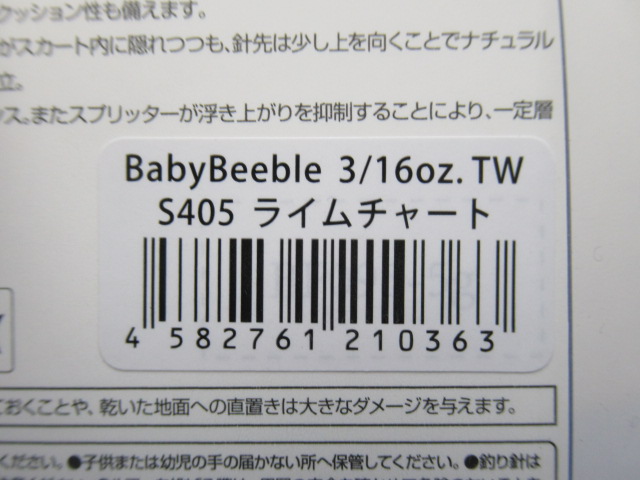 クッション性も備えます。
がスカート内に隠れつつも、針先は少し上を向くことでナチュラル
立。
クス。またスプリッターが浮き上がりを抑制することにより、一定層
BabyBeeble 3/16oz. TW
S405 ライムチャート
4 582761 210363
ておくことや、乾いた地面への直置きは大きなダメージを与えます。
ください。●子供または幼児の手の届かない所へ保管してください。●釣り針は